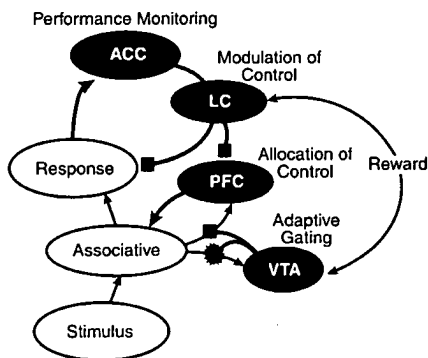 Performance Monitoring
ACC
Modulation of
Control
LC
Response
Allocation of
Control
PFC
Reward
Associative
Adaptive
Gating
VTA
Stimulus